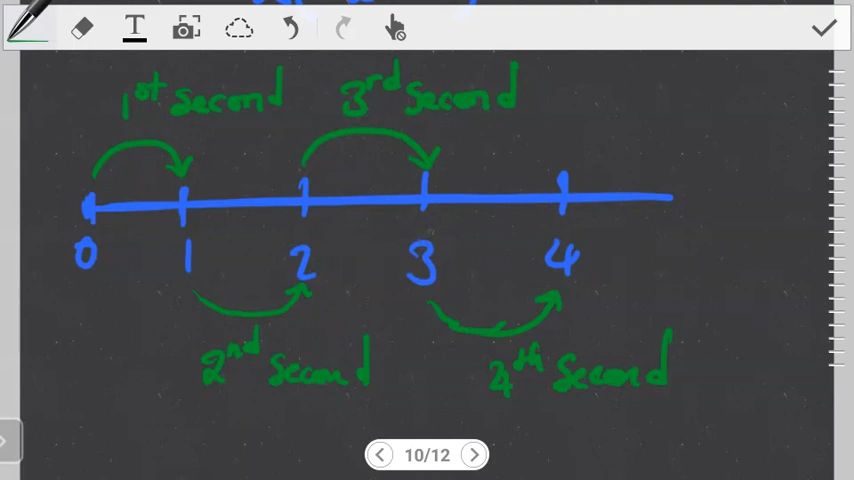 T
1st second 3rd second
0 1 2 3 4
2nd second 4th second
10/12